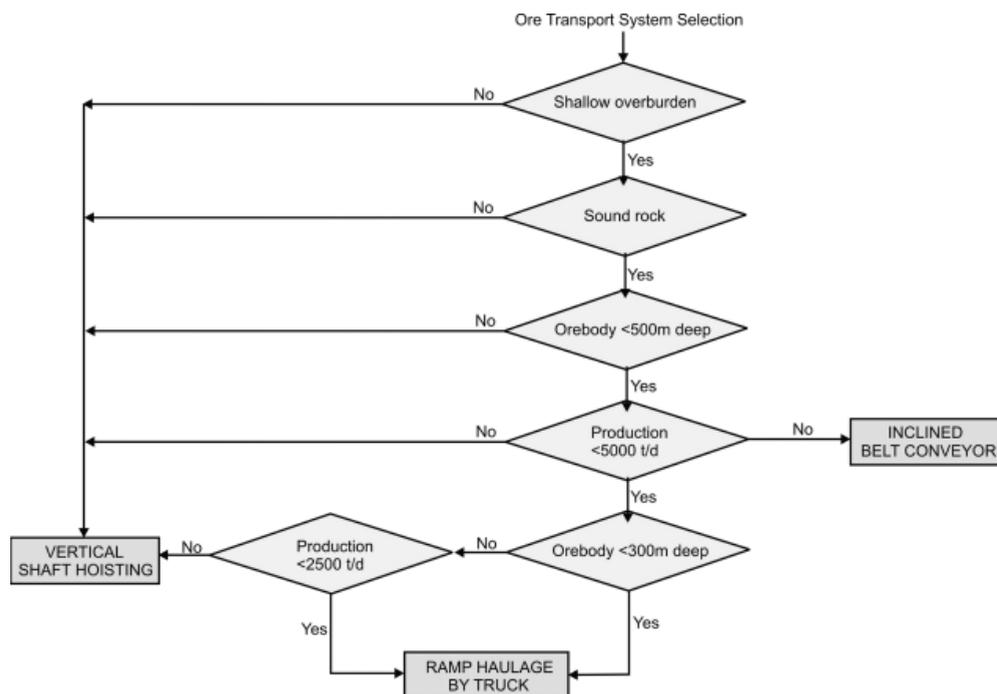 Ore Transport System Selection
No
Shallow overburden
Yes
No
Sound rock
Yes
No
Orebody <500m deep
Yes
No
Production
<5000 t/d
No
INCLINED
BELT CONVEYOR
Yes
VERTICAL
SHAFT HOISTING
No
Production
<2500 t/d
No
Orebody <300m deep
Yes
Yes
RAMP HAULAGE
BY TRUCK